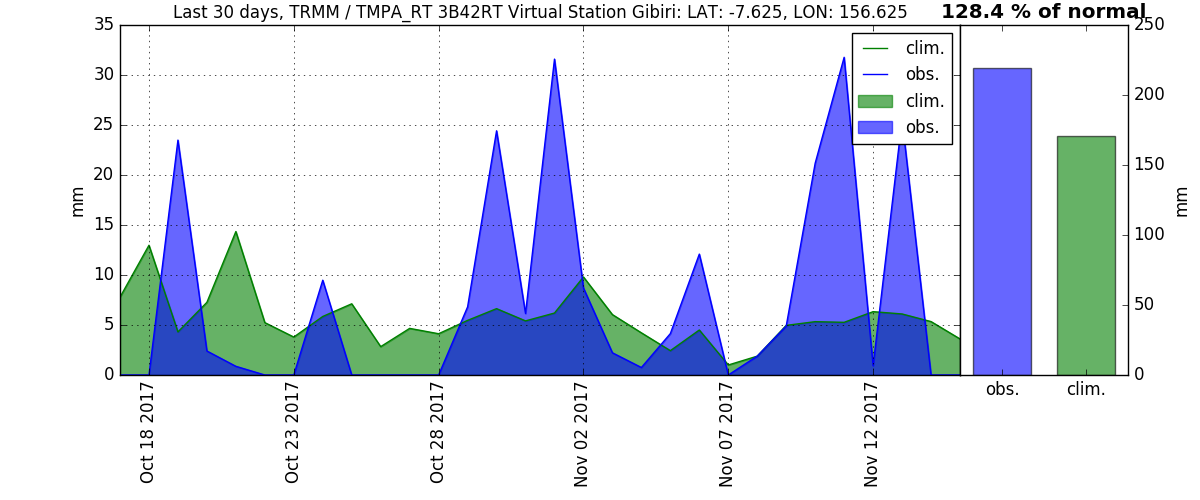 Last 30 days, TRMM / TMPA_RT 3B42RT Virtual Station Gibiri: LAT: -7.625, LON: 156.625
128.4 % of normal
35
30
25
20
15
10
5
0
mm
clim.
obs.
clim.
obs.
250
200
150
100
50
0
mm
obs.
clim.
Oct 18 2017
Oct 23 2017
Oct 28 2017
Nov 02 2017
Nov 07 2017
Nov 12 2017